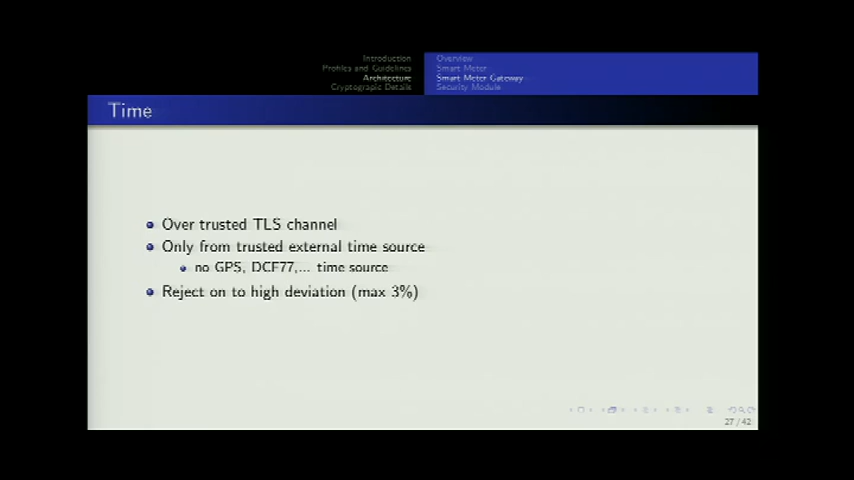 Introduction
Profiles and Guidelines
Architecture
Cryptograpic Details
Overview
Smart Meter
Smart Meter Gateway
Security Module
Time
Over trusted TLS channel
Only from trusted external time source
no GPS, DCF77,... time source
Reject on to high deviation (max 3%)
27 / 42